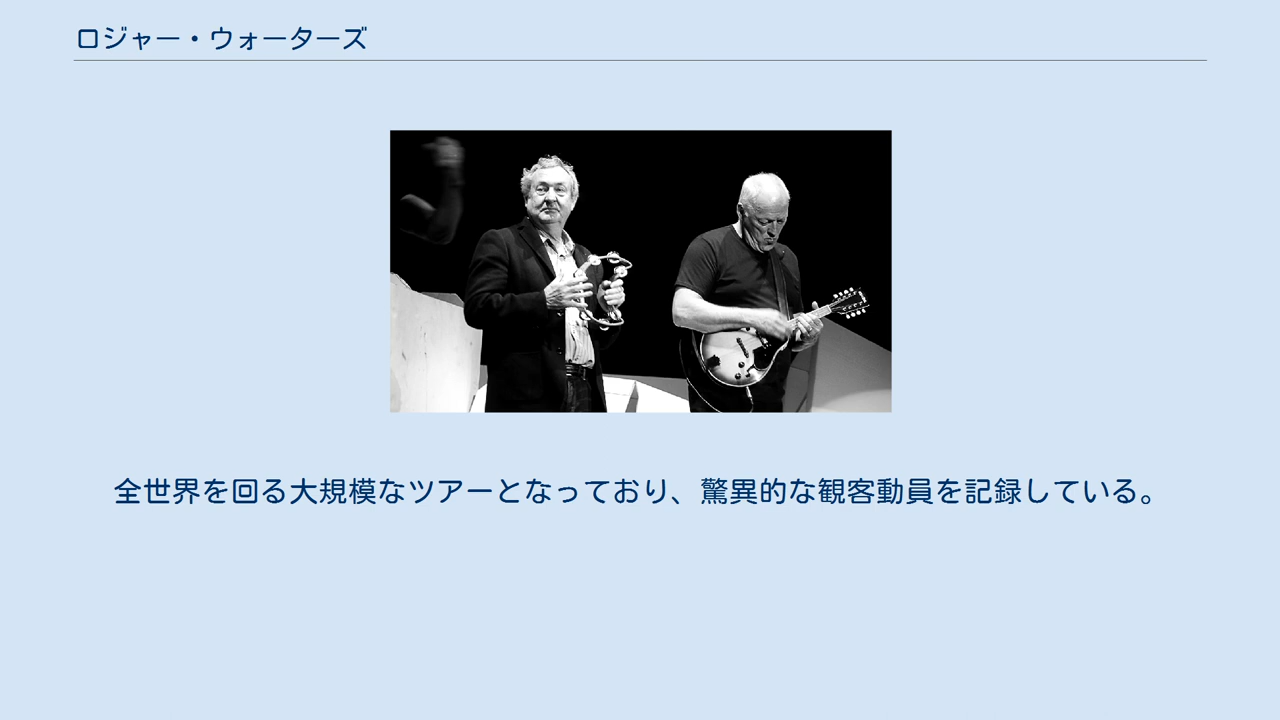 ロジャー・ウォーターズ
全世界を回る大規模なツアーとなっており、驚異的な観客動員を記録している。